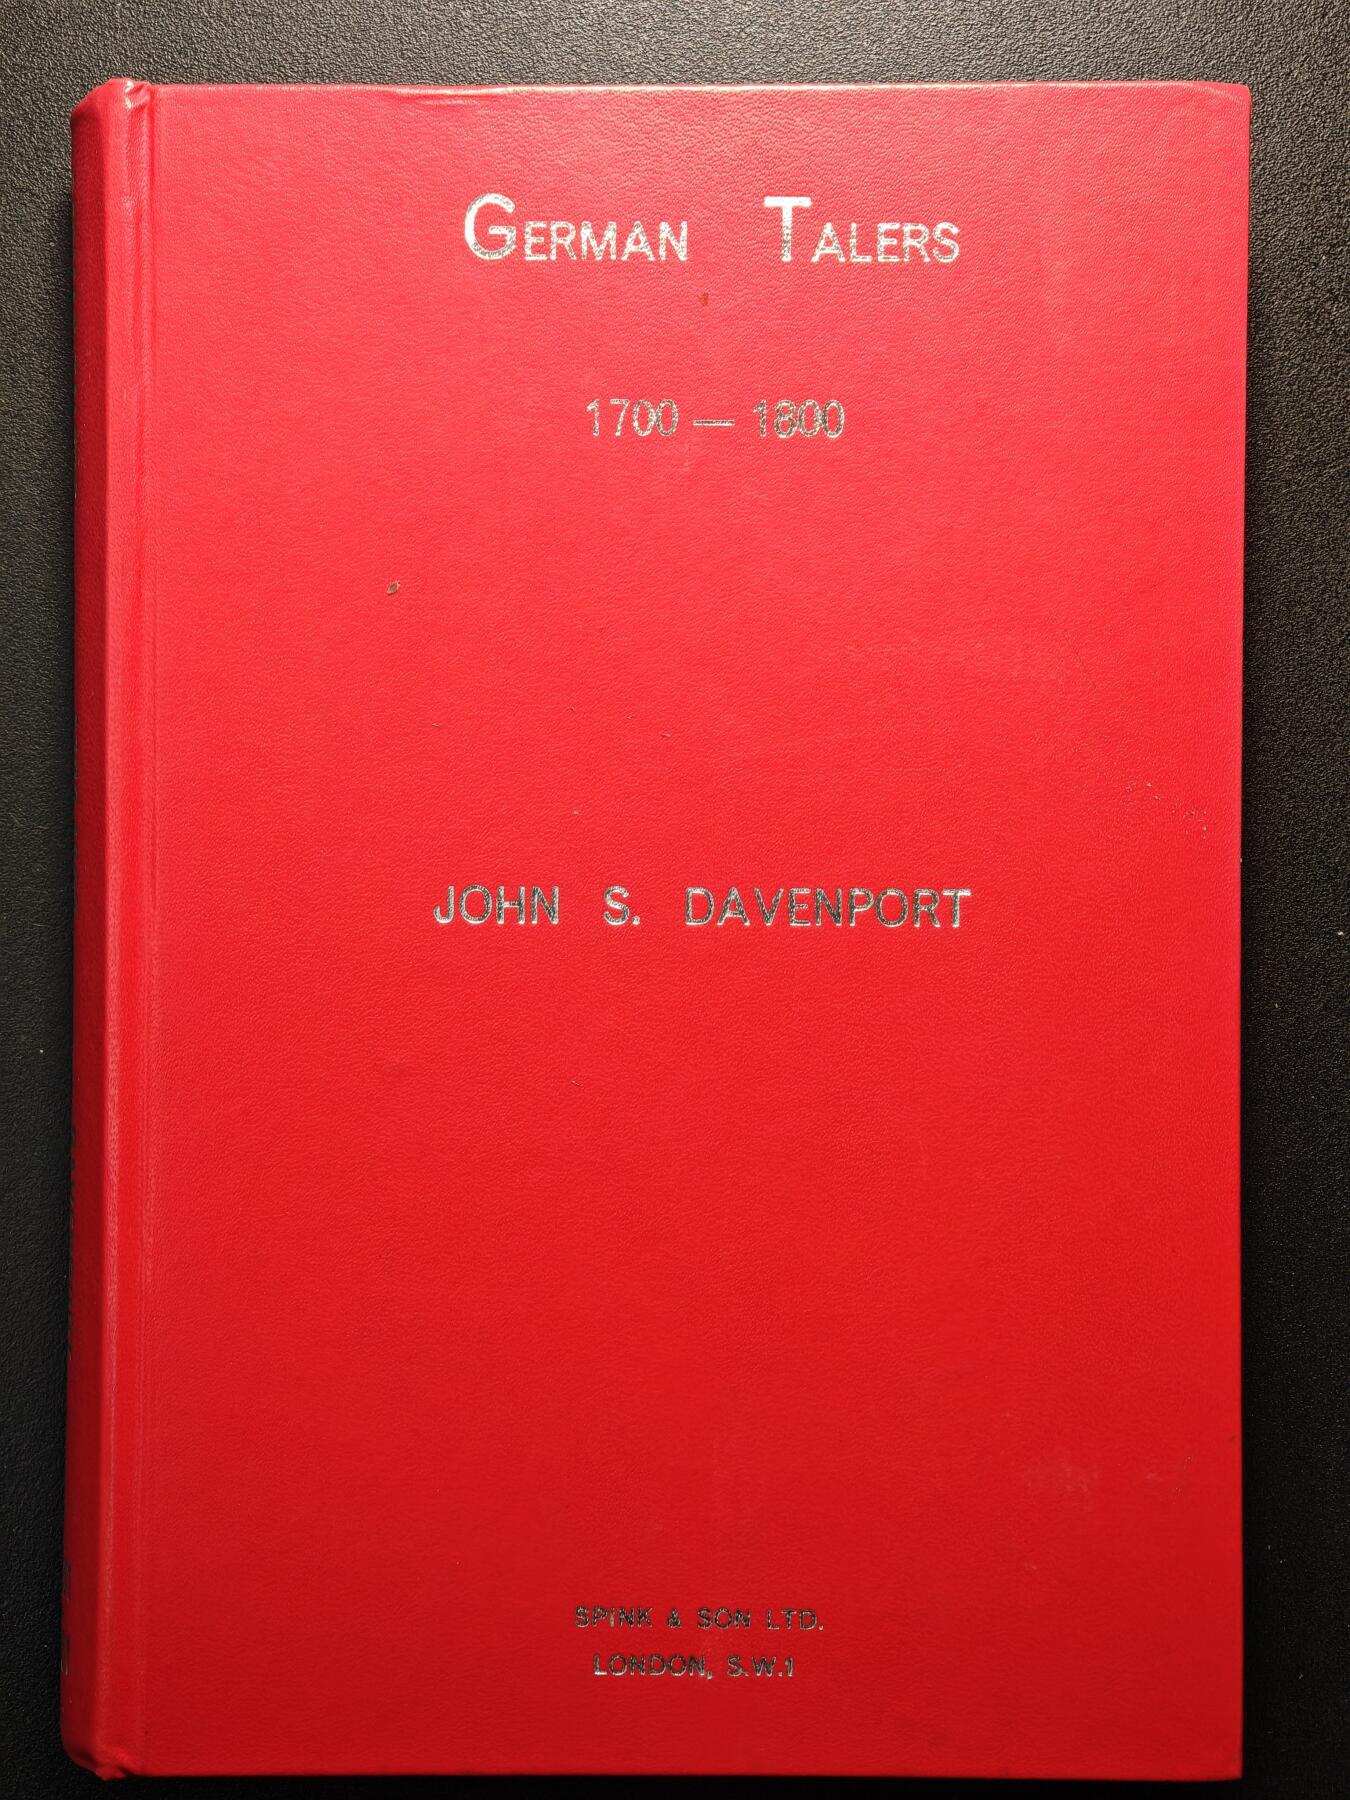 GERMAN TALERS
1700 — 1800
JOHN S. DAVENPORT
SPINK & SON LTD.
LONDON, S.W.1